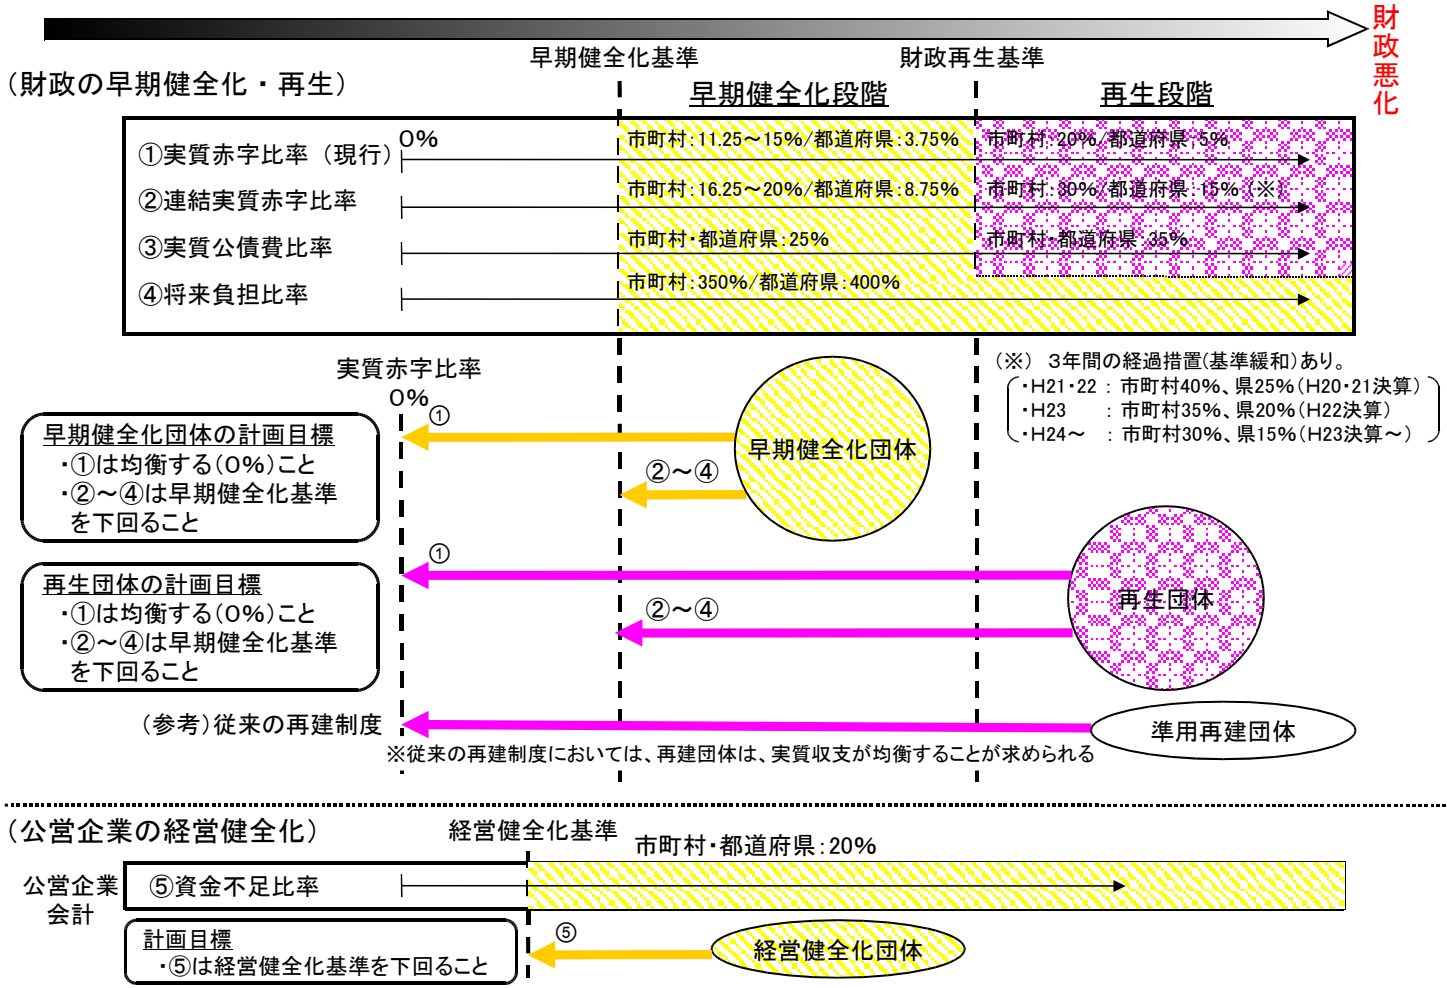 財政悪化
早期健全化基準
財政再生基準
(財政の早期健全化・再生)
早期健全化段階
再生段階
0%
市町村:11.25～15%/都道府県:3.75%
市町村:20%/都道府県:5%
①実質赤字比率 (現行)
市町村:16.25～20%/都道府県:8.75%
市町村:30%/都道府県:15% (※)
②連結実質赤字比率
市町村・都道府県:25%
市町村・都道府県:35%
③実質公債費比率
市町村:350%/都道府県:400%
④将来負担比率
実質赤字比率
0%
(※) 3年間の経過措置(基準緩和)あり。
・H21・22 : 市町村40%、県25%(H20・21決算)
・H23 : 市町村35%、県20%(H22決算)
・H24～ : 市町村30%、県15%(H23決算～)
早期健全化団体の計画目標
・①は均衡する(0%)こと
・②～④は早期健全化基準
を下回ること
①
②～④
早期健全化団体
再生団体の計画目標
・①は均衡する(0%)こと
・②～④は早期健全化基準
を下回ること
①
②～④
再生団体
(参考)従来の再建制度
準用再建団体
※従来の再建制度においては、再建団体は、実質収支が均衡することが求められる
(公営企業の経営健全化)
経営健全化基準
市町村・都道府県:20%
公営企業
会計
⑤資金不足比率
計画目標
・⑤は経営健全化基準を下回ること
⑤
経営健全化団体